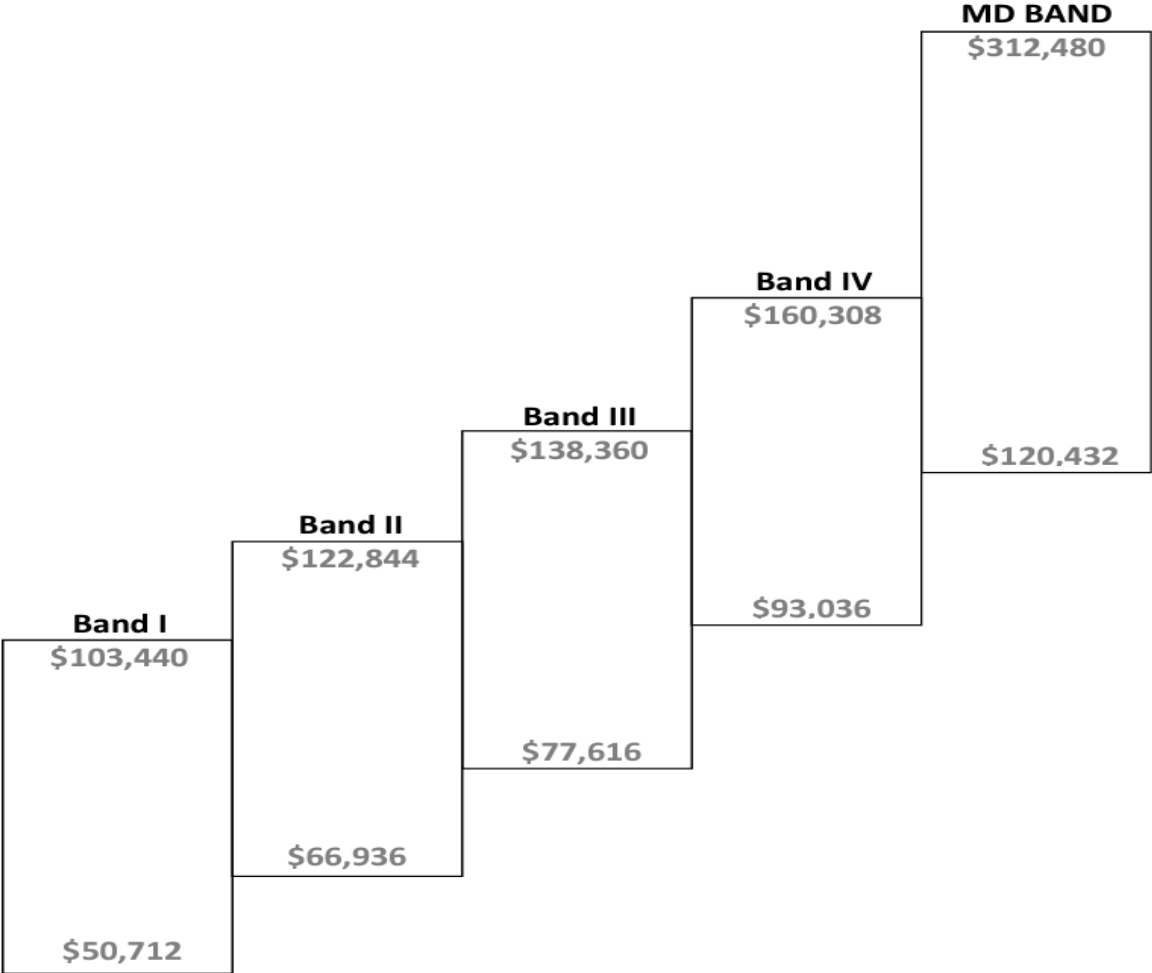 MD BAND
$312,480
Band IV
$160,308
Band III
$138,360
$120,432
Band II
$122,844
$93,036
Band I
$103,440
$77,616
$66,936
$50,712